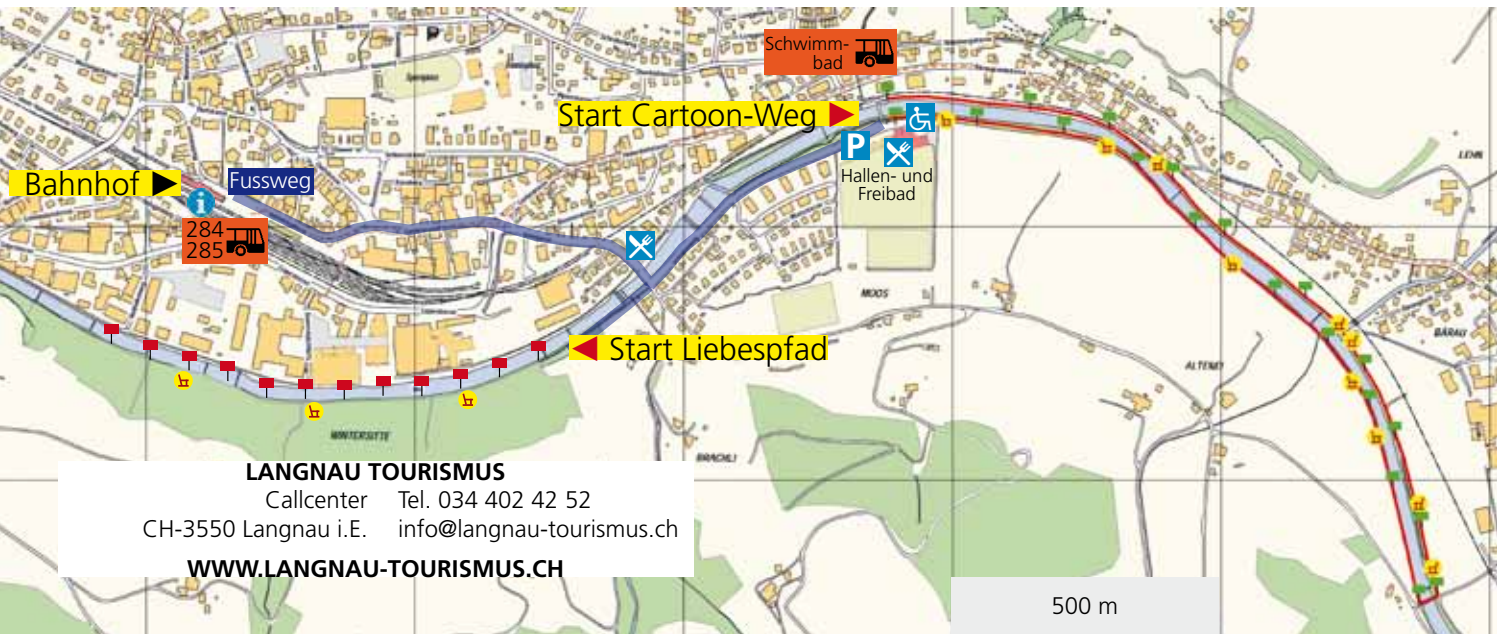 Schwimm-
bad
Start Cartoon-Weg
P
Hallen- und
Freibad
LEHN
Bahnhof
Fussweg
i
284
285
MOOS
BÄRAU
Start Liebespfad
ALTENEI
WINTERSITTE
BRÄCHLI
LANGNAU TOURISMUS
Callcenter Tel. 034 402 42 52
CH-3550 Langnau i.E. info@langnau-tourismus.ch
WWW.LANGNAU-TOURISMUS.CH
500 m